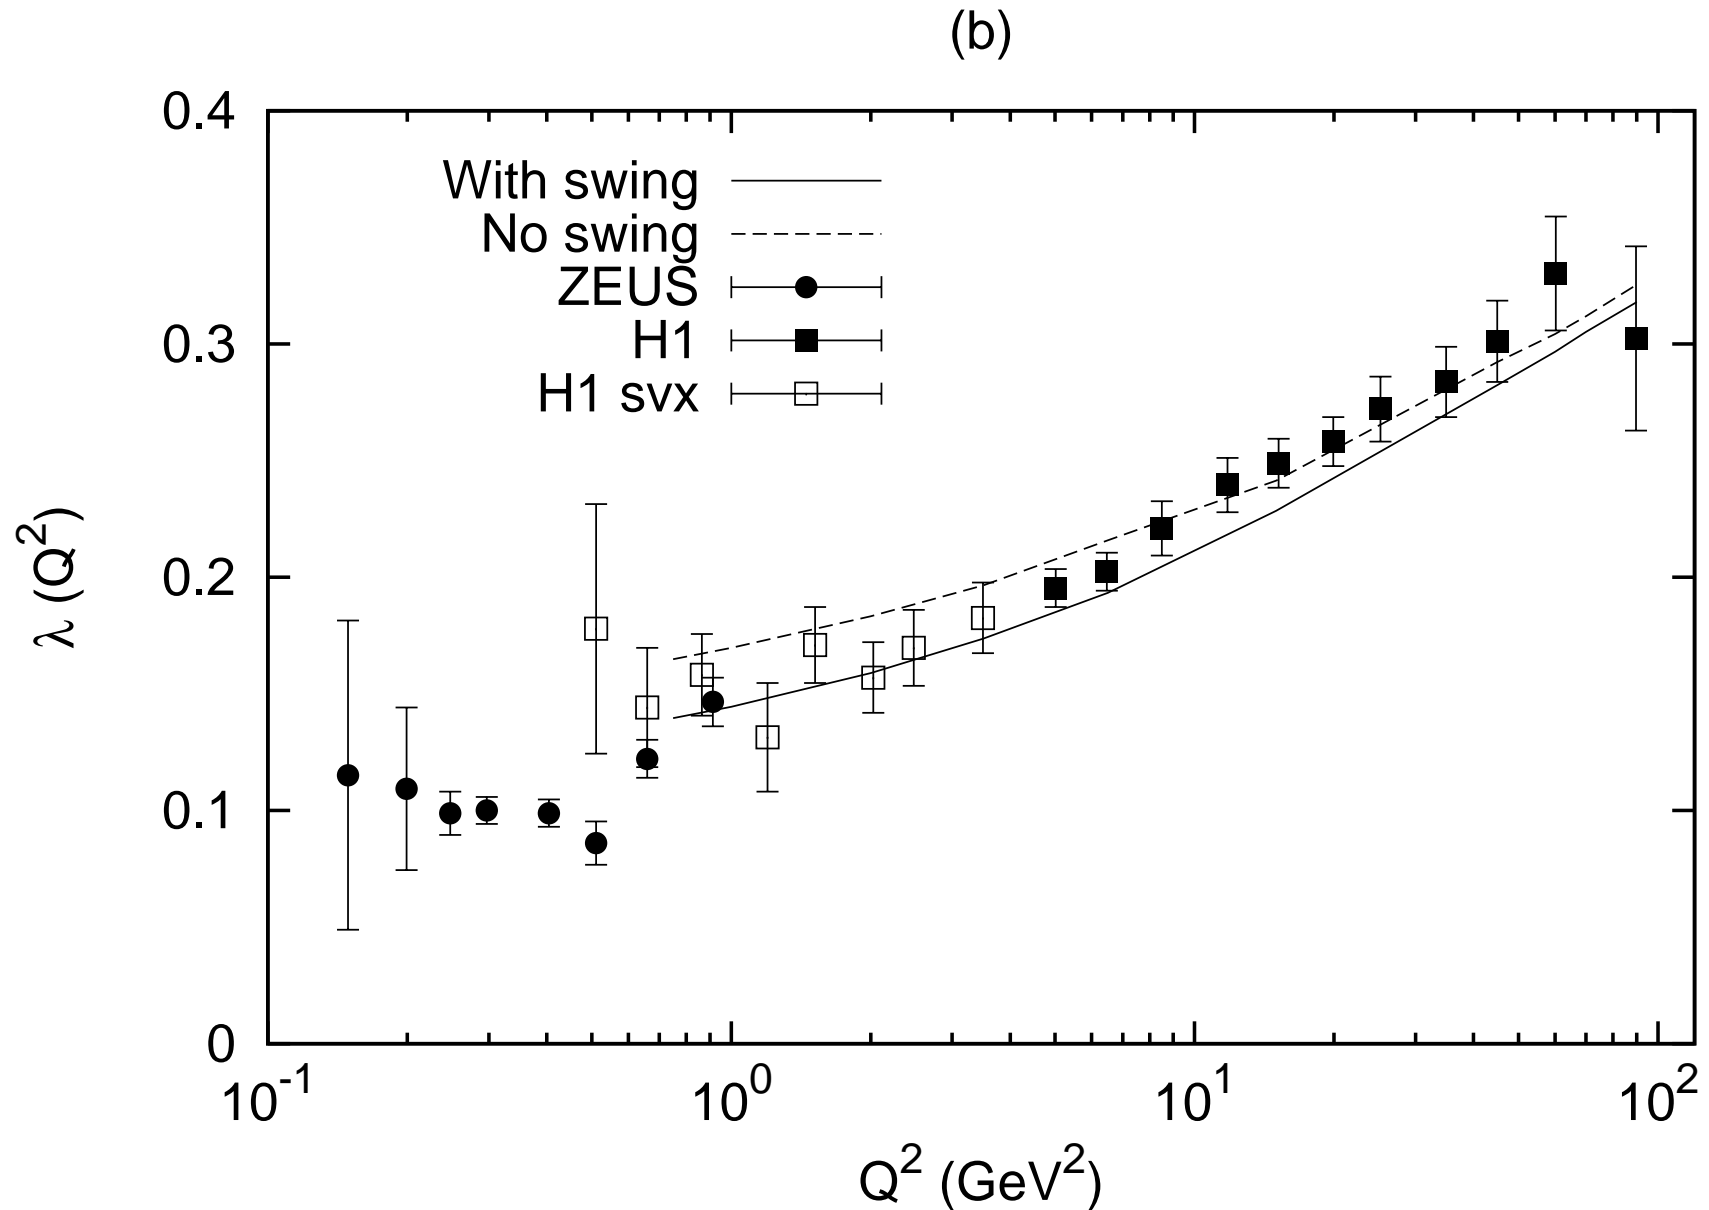 (b)
0.4
0.3
0.2
0.1
0
With swing
No swing
ZEUS
H1
H1 svx
λ (Q²)
10⁻¹ 10⁰ 10¹ 10²
Q² (GeV²)